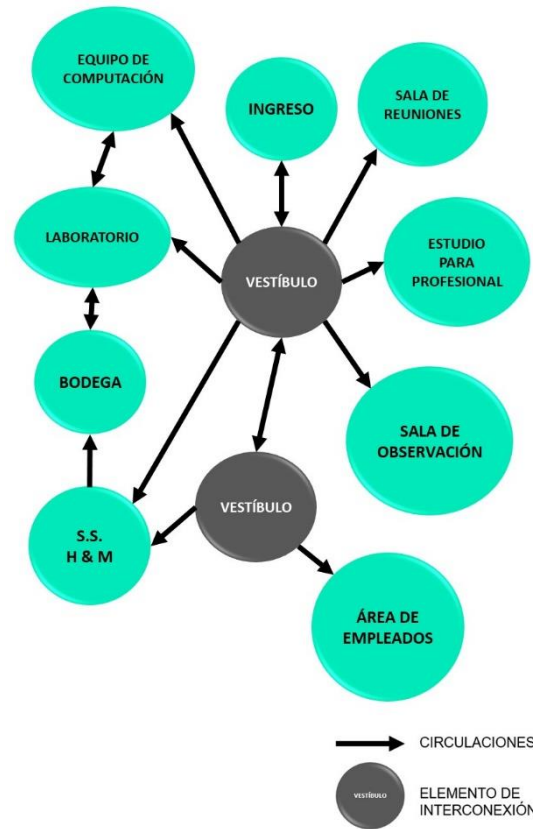 EQUIPO DE
COMPUTACIÓN
INGRESO
SALA DE
REUNIONES
LABORATORIO
VESTÍBULO
ESTUDIO
PARA
PROFESIONAL
BODEGA
SALA DE
OBSERVACIÓN
VESTÍBULO
S.S.
H & M
ÁREA DE
EMPLEADOS
CIRCULACIONES
VESTÍBULO
ELEMENTO DE
INTERCONEXIÓN